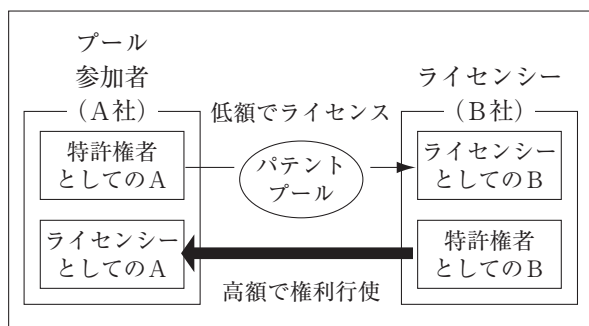 プール
参加者
(A社)
低額でライセンス
ライセンシー
(B社)
特許権者
としてのA
パテント
プール
ライセンシー
としてのB
ライセンシー
としてのA
特許権者
としてのB
高額で権利行使